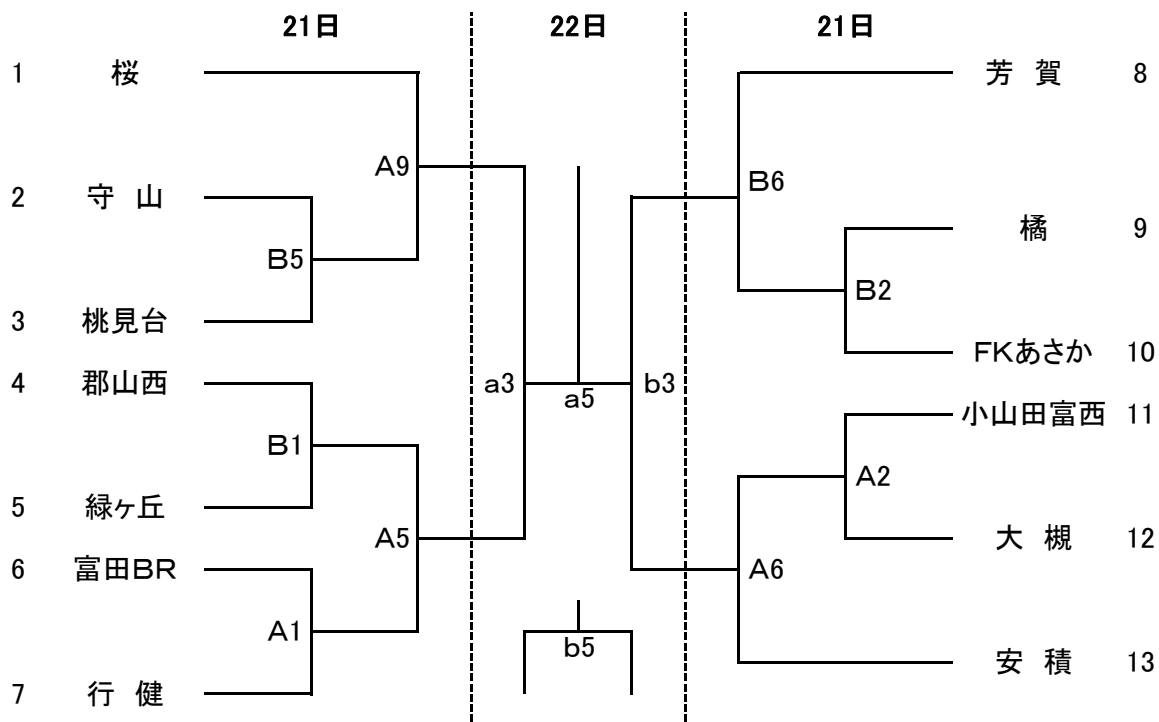 21日 22日 21日
1 桜 芳 賀 8
A9 B6
2 守 山 橘 9
B5 B2
3 桃見台 FKあさか 10
4 郡山西 a3 a5 b3 小山田富西 11
B1 A2
5 緑ヶ丘 A5 大 槻 12
6 富田BR A6
A1 b5
安 積 13
7 行 健